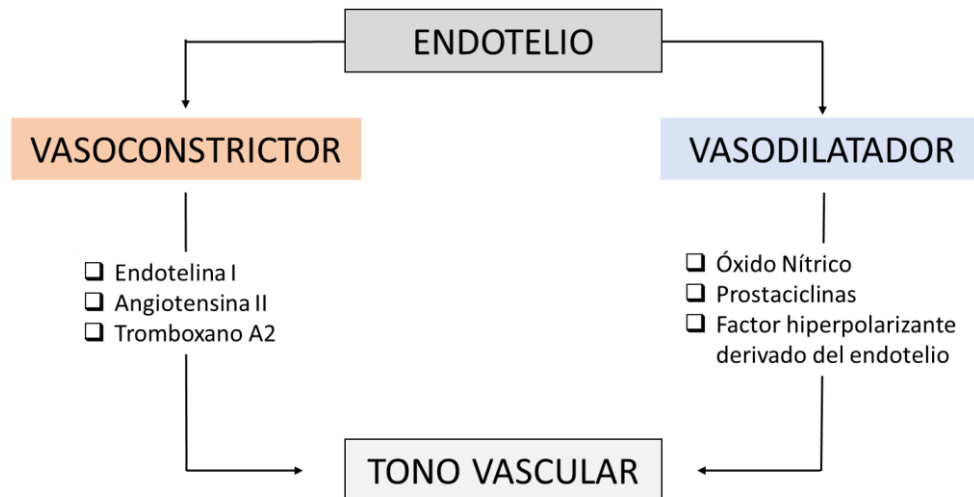 ENDOTELIO
VASOCONSTRICTOR
VASODILATADOR
Endotelina I
Angiotensina II
Tromboxano A2
Óxido Nítrico
Prostaciclinas
Factor hiperpolarizante
derivado del endotelio
TONO VASCULAR